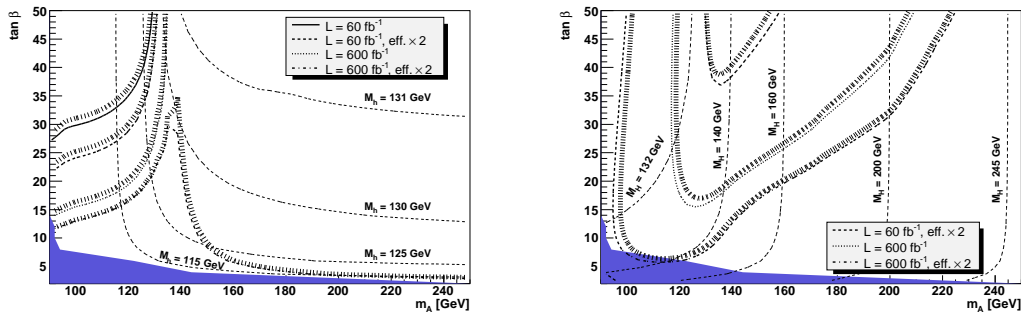 tan β
50
45
40
35
30
25
20
15
10
5
L = 60 fb⁻¹
L = 60 fb⁻¹, eff. × 2
L = 600 fb⁻¹
L = 600 fb⁻¹, eff. × 2
M_h = 131 GeV
M_h = 130 GeV
M_h = 125 GeV
M_h = 115 GeV
100 120 140 160 180 200 220 240
m_A [GeV]
tan β
50
45
40
35
30
25
20
15
10
5
M_H = 132 GeV
M_H = 140 GeV
M_H = 160 GeV
M_H = 200 GeV
M_H = 245 GeV
L = 60 fb⁻¹, eff. × 2
L = 600 fb⁻¹
L = 600 fb⁻¹, eff. × 2
100 120 140 160 180 200 220 240
m_A [GeV]